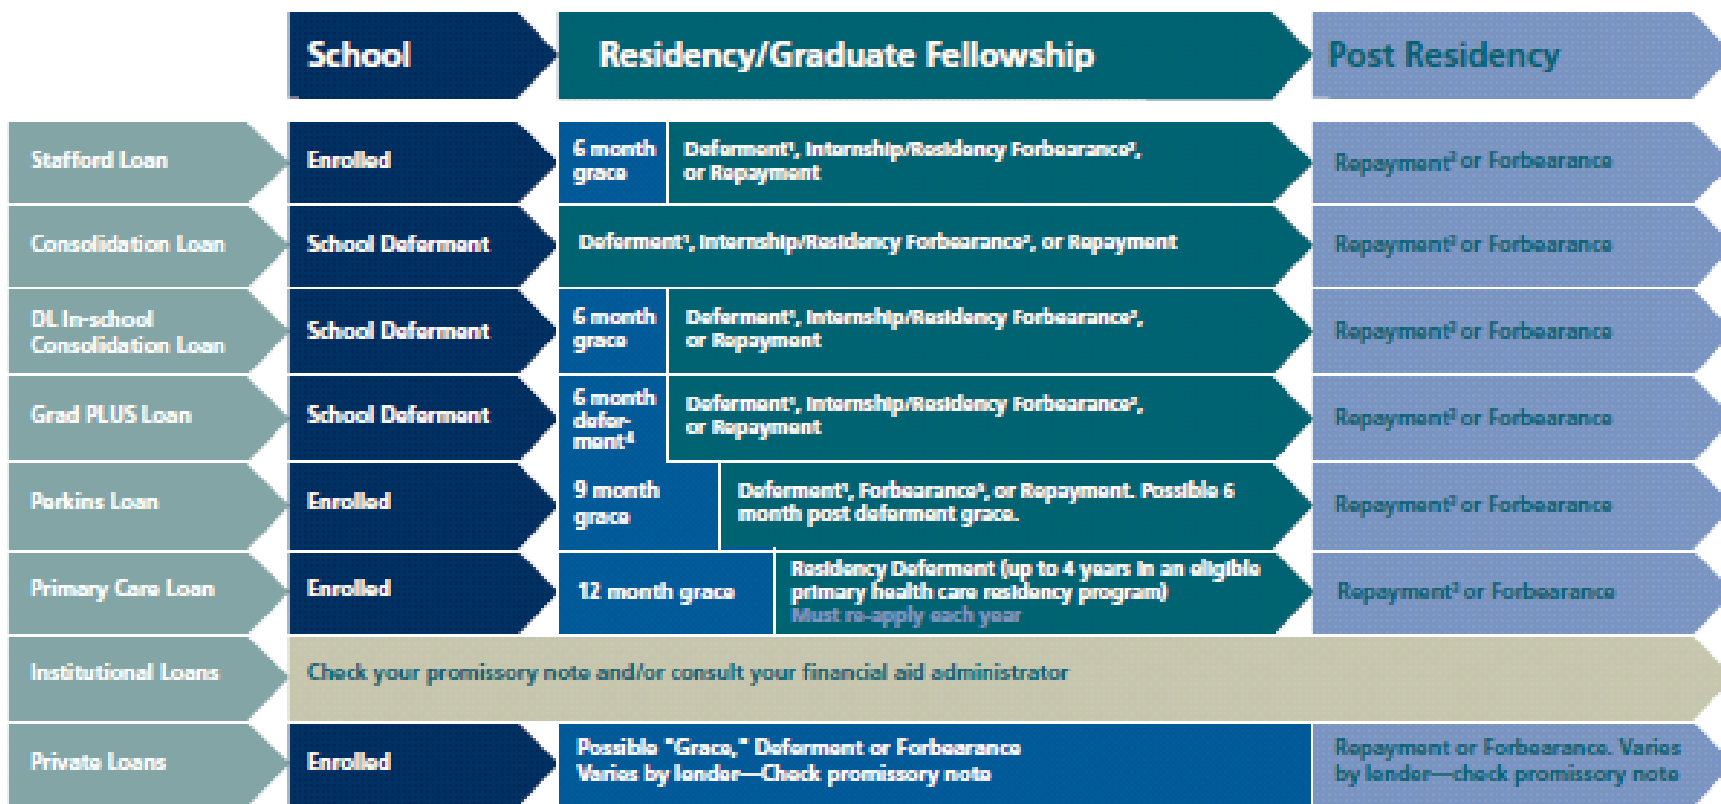 School
Residency/Graduate Fellowship
Post Residency
Stafford Loan
Enrolled
6 month
grace
Deferment¹, Internship/Residency Forbearance²,
or Repayment
Repayment³ or Forbearance
Consolidation Loan
School Deferment
Deferment¹, Internship/Residency Forbearance², or Repayment
Repayment³ or Forbearance
DL In-school
Consolidation Loan
School Deferment
6 month
grace
Deferment¹, Internship/Residency Forbearance²,
or Repayment
Repayment³ or Forbearance
Grad PLUS Loan
School Deferment
6 month
defer-
ment⁴
Deferment¹, Internship/Residency Forbearance²,
or Repayment
Repayment³ or Forbearance
Perkins Loan
Enrolled
9 month
grace
Deferment¹, Forbearance², or Repayment. Possible 6
month post deferment grace.
Repayment³ or Forbearance
Primary Care Loan
Enrolled
12 month grace
Residency Deferment (up to 4 years in an eligible
primary health care residency program)
Must re-apply each year
Repayment³ or Forbearance
Institutional Loans
Check your promissory note and/or consult your financial aid administrator
Private Loans
Enrolled
Possible "Grace," Deferment or Forbearance
Varies by lender—Check promissory note
Repayment or Forbearance. Varies
by lender—check promissory note